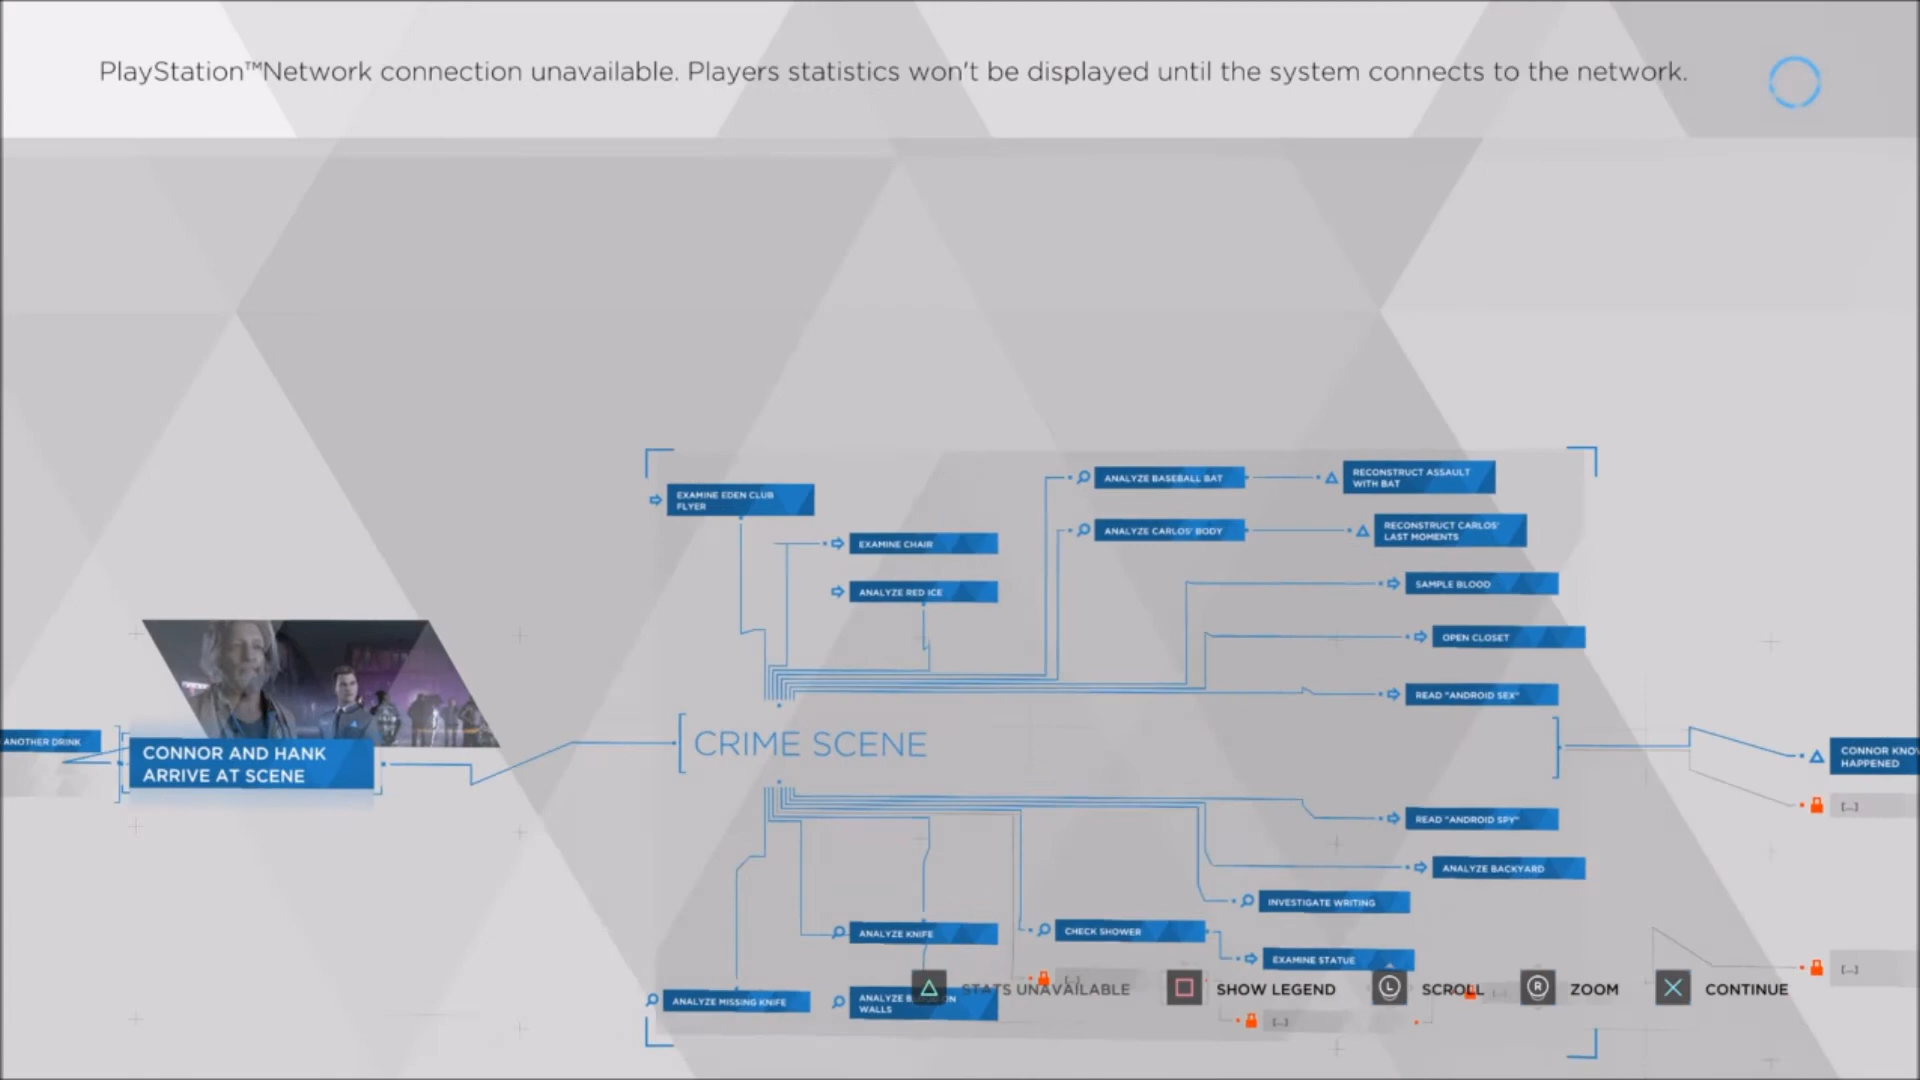 PlayStation™Network connection unavailable. Players statistics won't be displayed until the system connects to the network.
EXAMINE EDEN CLUB
FLYER
EXAMINE CHAIR
ANALYZE RED ICE
ANALYZE BASEBALL BAT
RECONSTRUCT ASSAULT
WITH BAT
ANALYZE CARLOS' BODY
RECONSTRUCT CARLOS'
LAST MOMENTS
SAMPLE BLOOD
OPEN CLOSET
READ "ANDROID SEX"
ANOTHER DRINK
CONNOR AND HANK
ARRIVE AT SCENE
CRIME SCENE
CONNOR
HAPPENED
[...]
READ "ANDROID SPY"
ANALYZE BACKYARD
INVESTIGATE WRITING
ANALYZE KNIFE
CHECK SHOWER
EXAMINE STATUE
[...]
ANALYZE MISSING KNIFE
ANALYZE
WALLS
[...]
STATS UNAVAILABLE
SHOW LEGEND
L
SCROLL
R
ZOOM
CONTINUE
[...]